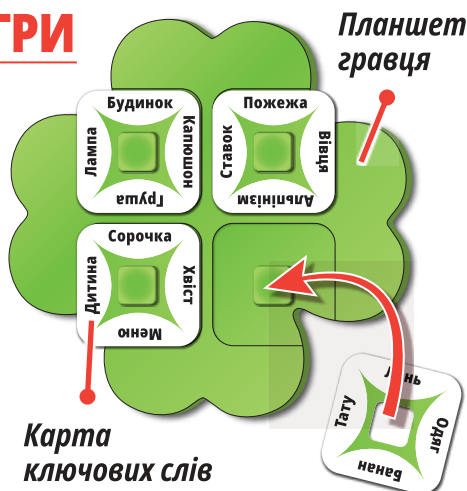 ГРИ
Планшет
гравця
Будинок
Лампа
Капюшон
Груша
Пожежа
Ставок
Вівця
Альпінізм
Сорочка
Дитина
Хвіст
Меню
Тату
Одяг
Банан
Карта
ключових слів